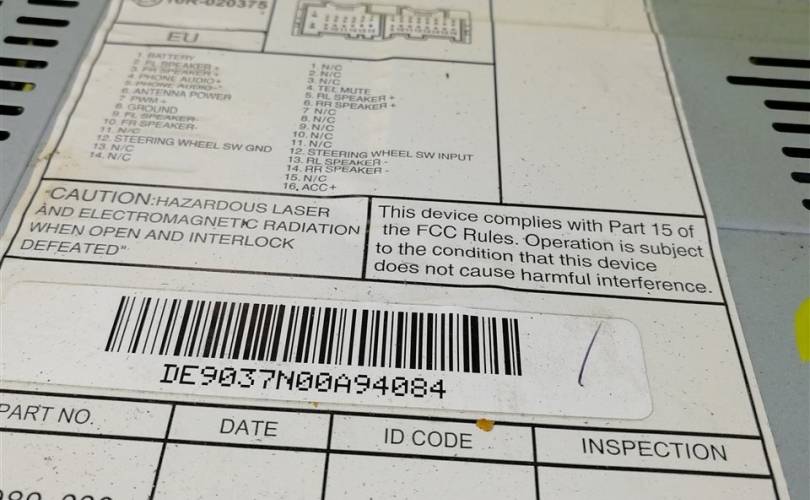 10R-020375
EU
1. BATTERY
2. FL SPEAKER +
3. FR SPEAKER +
4. PHONE AUDIO +
5. PHONE AUDIO -
6. ANTENNA POWER
7. PWM +
8. GROUND
9. FL SPEAKER-
10. FR SPEAKER-
11. N/C
12. STEERING WHEEL SW GND
13. N/C
14. N/C
1. N/C
2. N/C
3. N/C
4. TEL MUTE
5. RL SPEAKER +
6. RR SPEAKER +
7. N/C
8. N/C
9. N/C
10. N/C
11. N/C
12. STEERING WHEEL SW INPUT
13. RL SPEAKER-
14. RR SPEAKER-
15. N/C
16. ACC +
CAUTION:HAZARDOUS LASER
AND ELECTROMAGNETIC RADIATION
WHEN OPEN AND INTERLOCK
DEFEATED"
This device complies with Part 15 of
the FCC Rules. Operation is subject
to the condition that this device
does not cause harmful interference.
DE9037N00A94084
PART NO.
DATE
ID CODE
INSPECTION